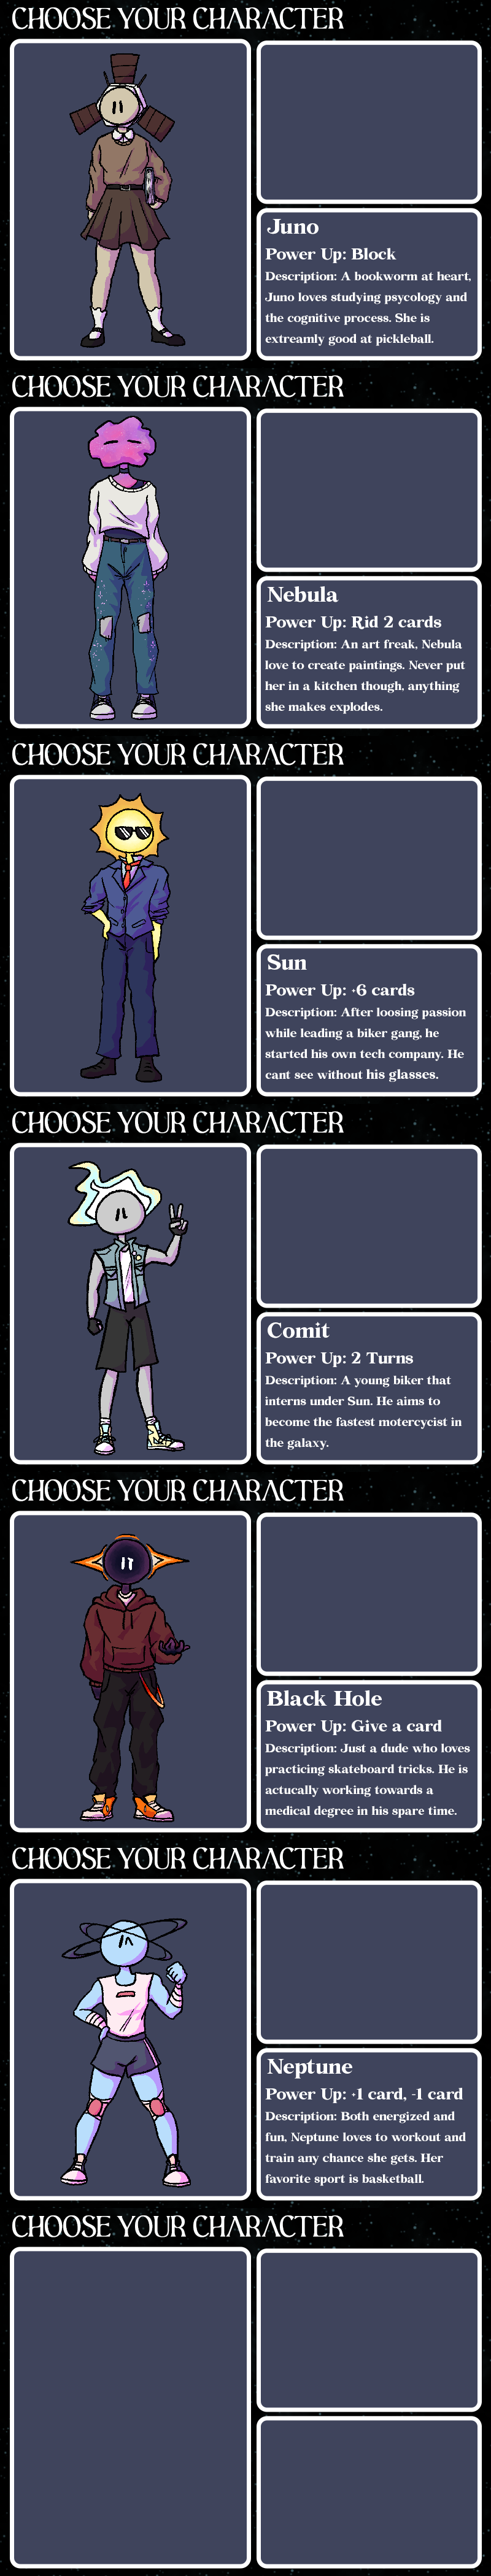 CHOOSE YOUR CHARACTER
Juno
Power Up: Block
Description: A bookworm at heart,
Juno loves studying psycology and
the cognitive process. She is
extreamly good at pickleball.
CHOOSE YOUR CHARACTER
Nebula
Power Up: Rid 2 cards
Description: An art freak, Nebula
love to create paintings. Never put
her in a kitchen though, anything
she makes explodes.
CHOOSE YOUR CHARACTER
Sun
Power Up: +6 cards
Description: After loosing passion
while leading a biker gang, he
started his own tech company. He
cant see without his glasses.
CHOOSE YOUR CHARACTER
Comit
Power Up: 2 Turns
Description: A young biker that
interns under Sun. He aims to
become the fastest motercycist in
the galaxy.
CHOOSE YOUR CHARACTER
Black Hole
Power Up: Give a card
Description: Just a dude who loves
practicing skateboard tricks. He is
actucally working towards a
medical degree in his spare time.
CHOOSE YOUR CHARACTER
Neptune
Power Up: +1 card, -1 card
Description: Both energized and
fun, Neptune loves to workout and
train any chance she gets. Her
favorite sport is basketball.
CHOOSE YOUR CHARACTER